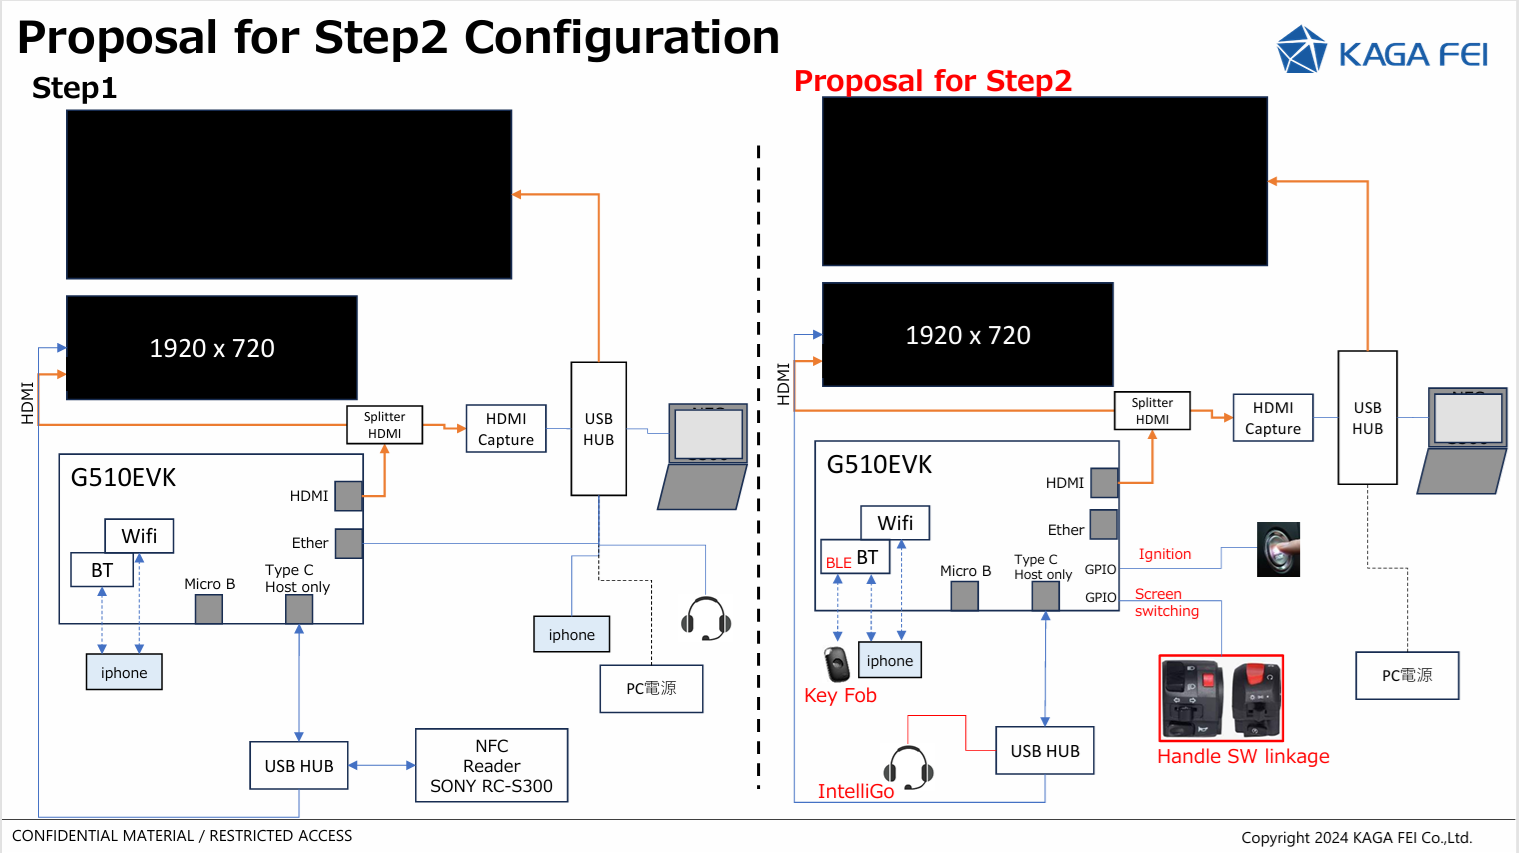 Proposal for Step2 Configuration
KAGA FEI
Step1
Proposal for Step2
1920 x 720
HDMI
Splitter
HDMI
HDMI
Capture
USB
HUB
G510EVK
HDMI
Wifi
Ether
BT
Micro B
Type C
Host only
iphone
iphone
PC電源
USB HUB
NFC
Reader
SONY RC-S300
1920 x 720
HDMI
Splitter
HDMI
HDMI
Capture
USB
HUB
G510EVK
HDMI
Wifi
Ether
BLE BT
Micro B
Type C
Host only
GPIO
GPIO
Ignition
Screen
switching
iphone
Key Fob
PC電源
USB HUB
IntelliGo
Handle SW linkage
CONFIDENTIAL MATERIAL / RESTRICTED ACCESS
Copyright 2024 KAGA FEI Co.,Ltd.